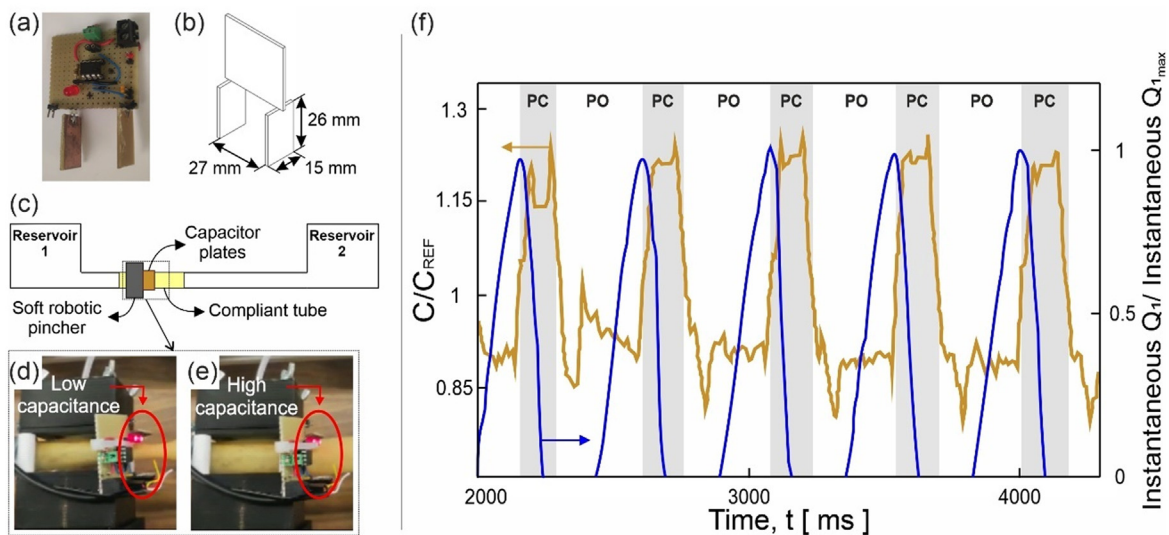 (a)
(b)
26 mm
27 mm
15 mm
(c)
Reservoir
1
Capacitor
plates
Reservoir
2
Soft robotic
pincher
Compliant tube
(d)
Low
capacitance
(e)
High
capacitance
(f)
PC PO PC PO PC PO PC PO PC
1.3
1.15
1
0.85
C/C_REF
1
0.5
0
Instantaneous Q₁/ Instantaneous Q₁max
2000 3000 4000
Time, t [ ms ]